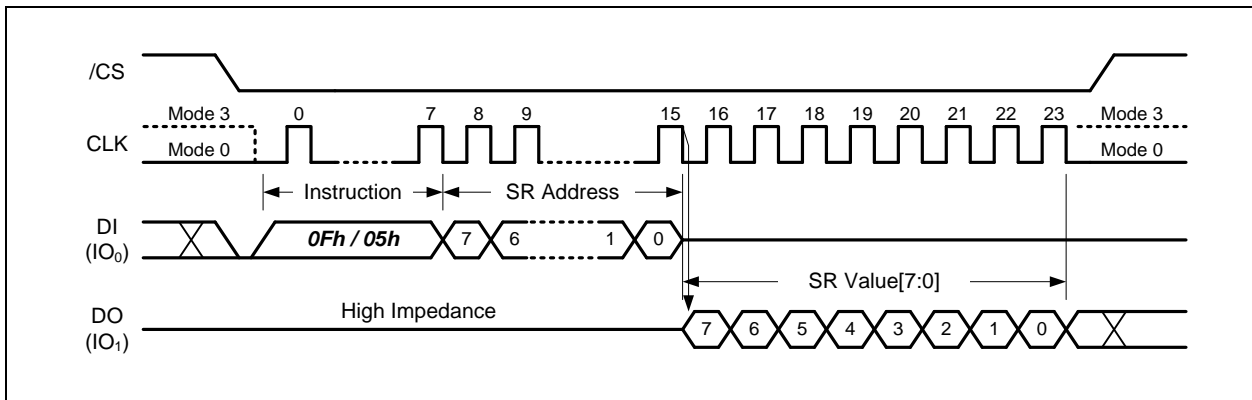 /CS
Mode 3 0 7 8 9 15 16 17 18 19 20 21 22 23 Mode 3
CLK
Mode 0 Mode 0
Instruction SR Address
DI
(IO₀)
0Fh / 05h 7 6 1 0
SR Value[7:0]
High Impedance
DO
(IO₁)
7 6 5 4 3 2 1 0